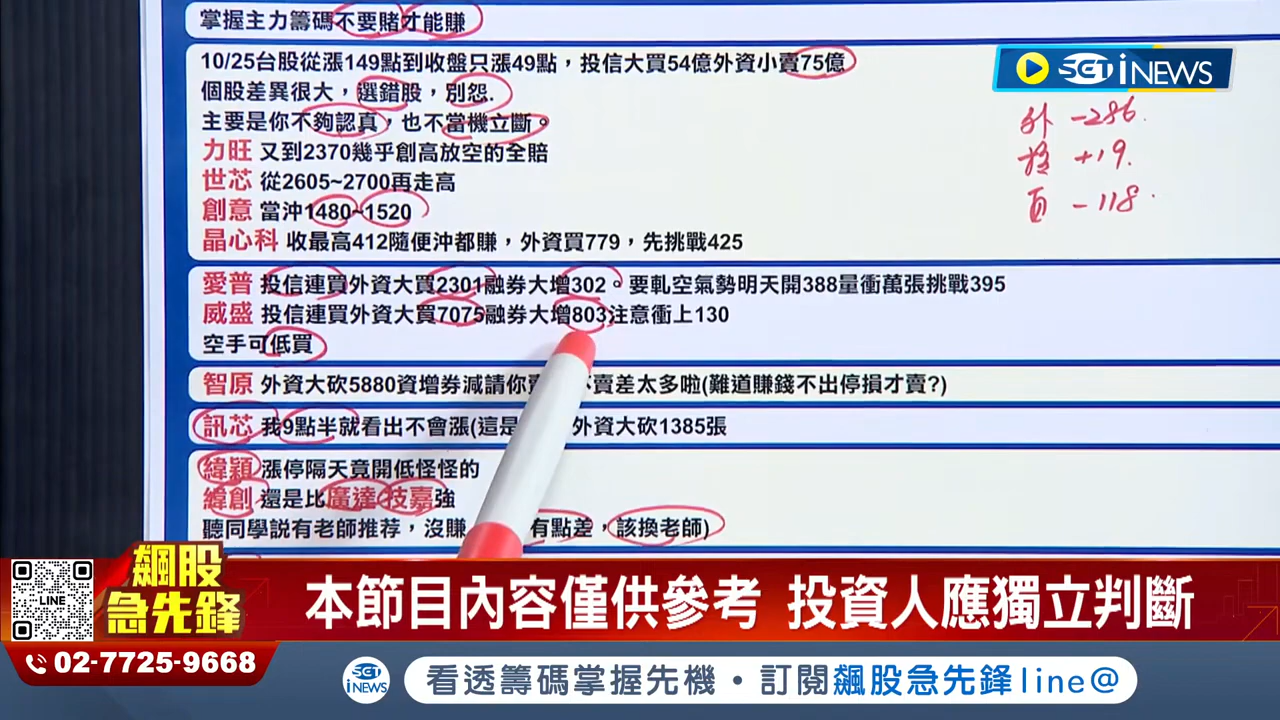 掌握主力籌碼不要賭才能賺
10/25台股從漲149點到收盤只漲49點，投信大買54億外資小賣75億
個股差異很大，選錯股，別怨.
主要是你不夠認真，也不當機立斷。
力旺 又到2370幾乎創高放空的全賠
世芯 從2605~2700再走高
創意 當沖1480~1520
晶心科 收最高412隨便沖都賺，外資買779，先挑戰425
SET iNEWS
外 -286.
投 +19.
自 -118.
愛普 投信連買外資大買2301融券大增302。要軋空氣勢明天開388量衝萬張挑戰395
威盛 投信連買外資大買7075融券大增803注意衝上130
空手可低買
智原 外資大砍5880資增券減請你賣 不賣差太多啦(難道賺錢不出停損才賣?)
訊芯 我9點半就看出不會漲(這是 外資大砍1385張
緯穎 漲停隔天竟開低怪怪的
緯創 還是比廣達 技嘉強
聽同學説有老師推荐，沒賺 有點差，該換老師)
LINE
飆股
急先鋒
本節目內容僅供參考 投資人應獨立判斷
02-7725-9668
SET iNEWS
看透籌碼掌握先機・訂閱飆股急先鋒line@